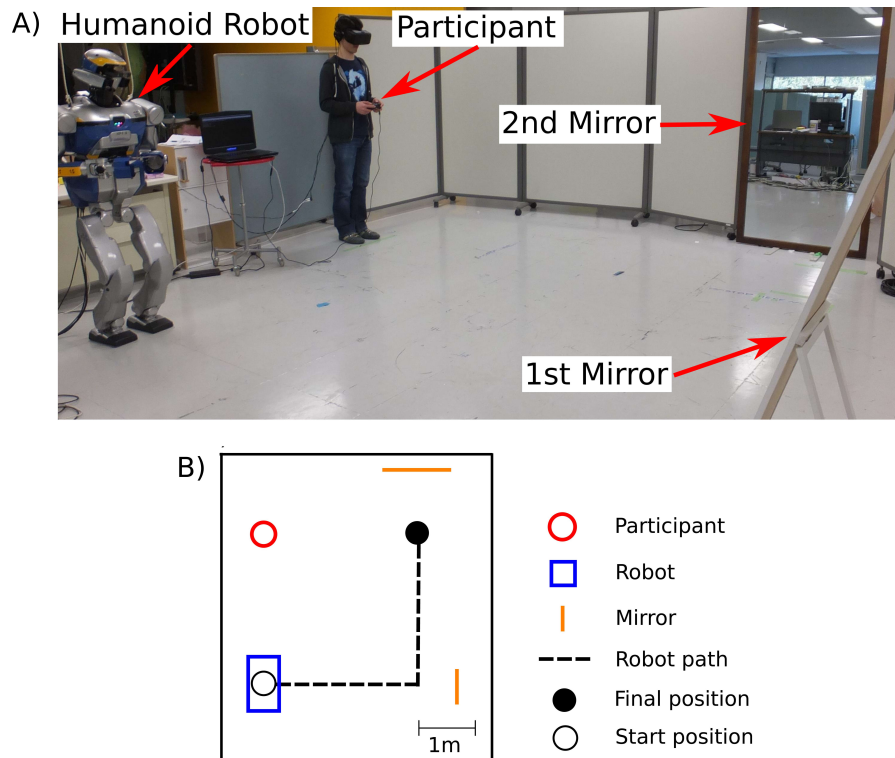 A)
Humanoid Robot
Participant
2nd Mirror
1st Mirror
B)
Participant
Robot
Mirror
Robot path
Final position
Start position
1m